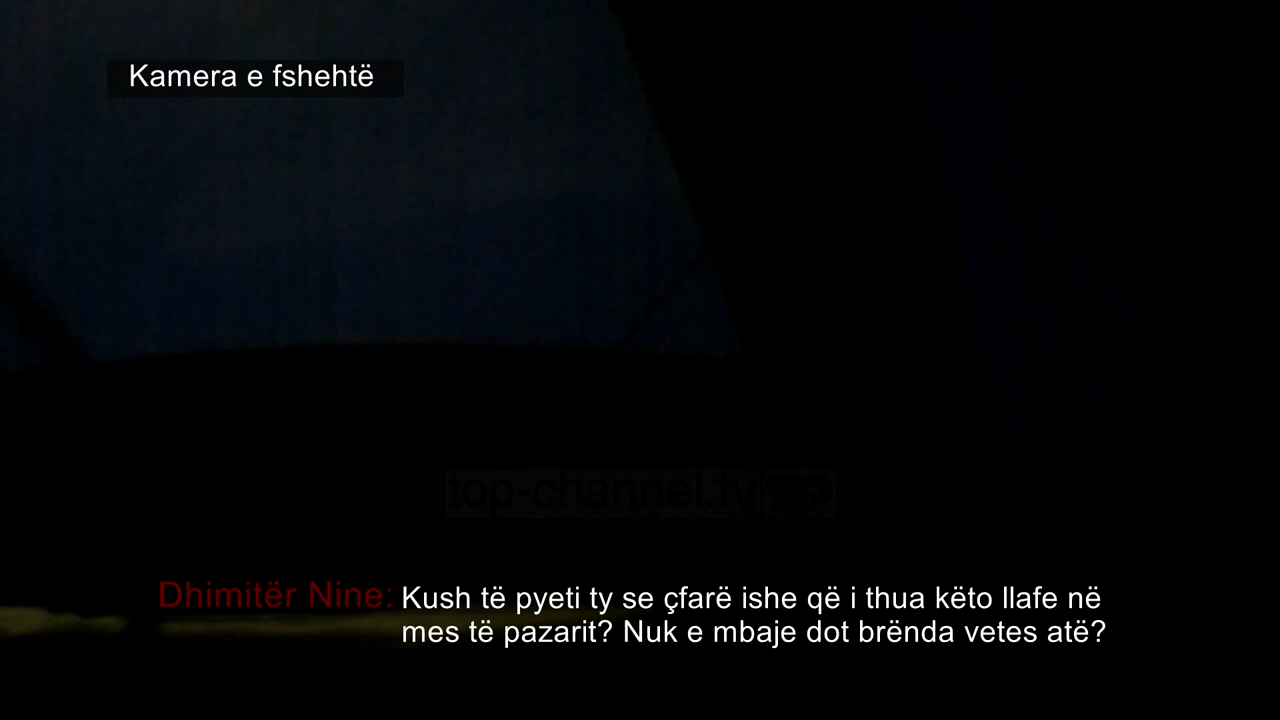 Kamera e fshehtë
top-channel.tv
Dhimitër Nine: Kush të pyeti ty se çfarë ishe që i thua këto llafe në
mes të pazarit? Nuk e mbaje dot brënda vetes atë?